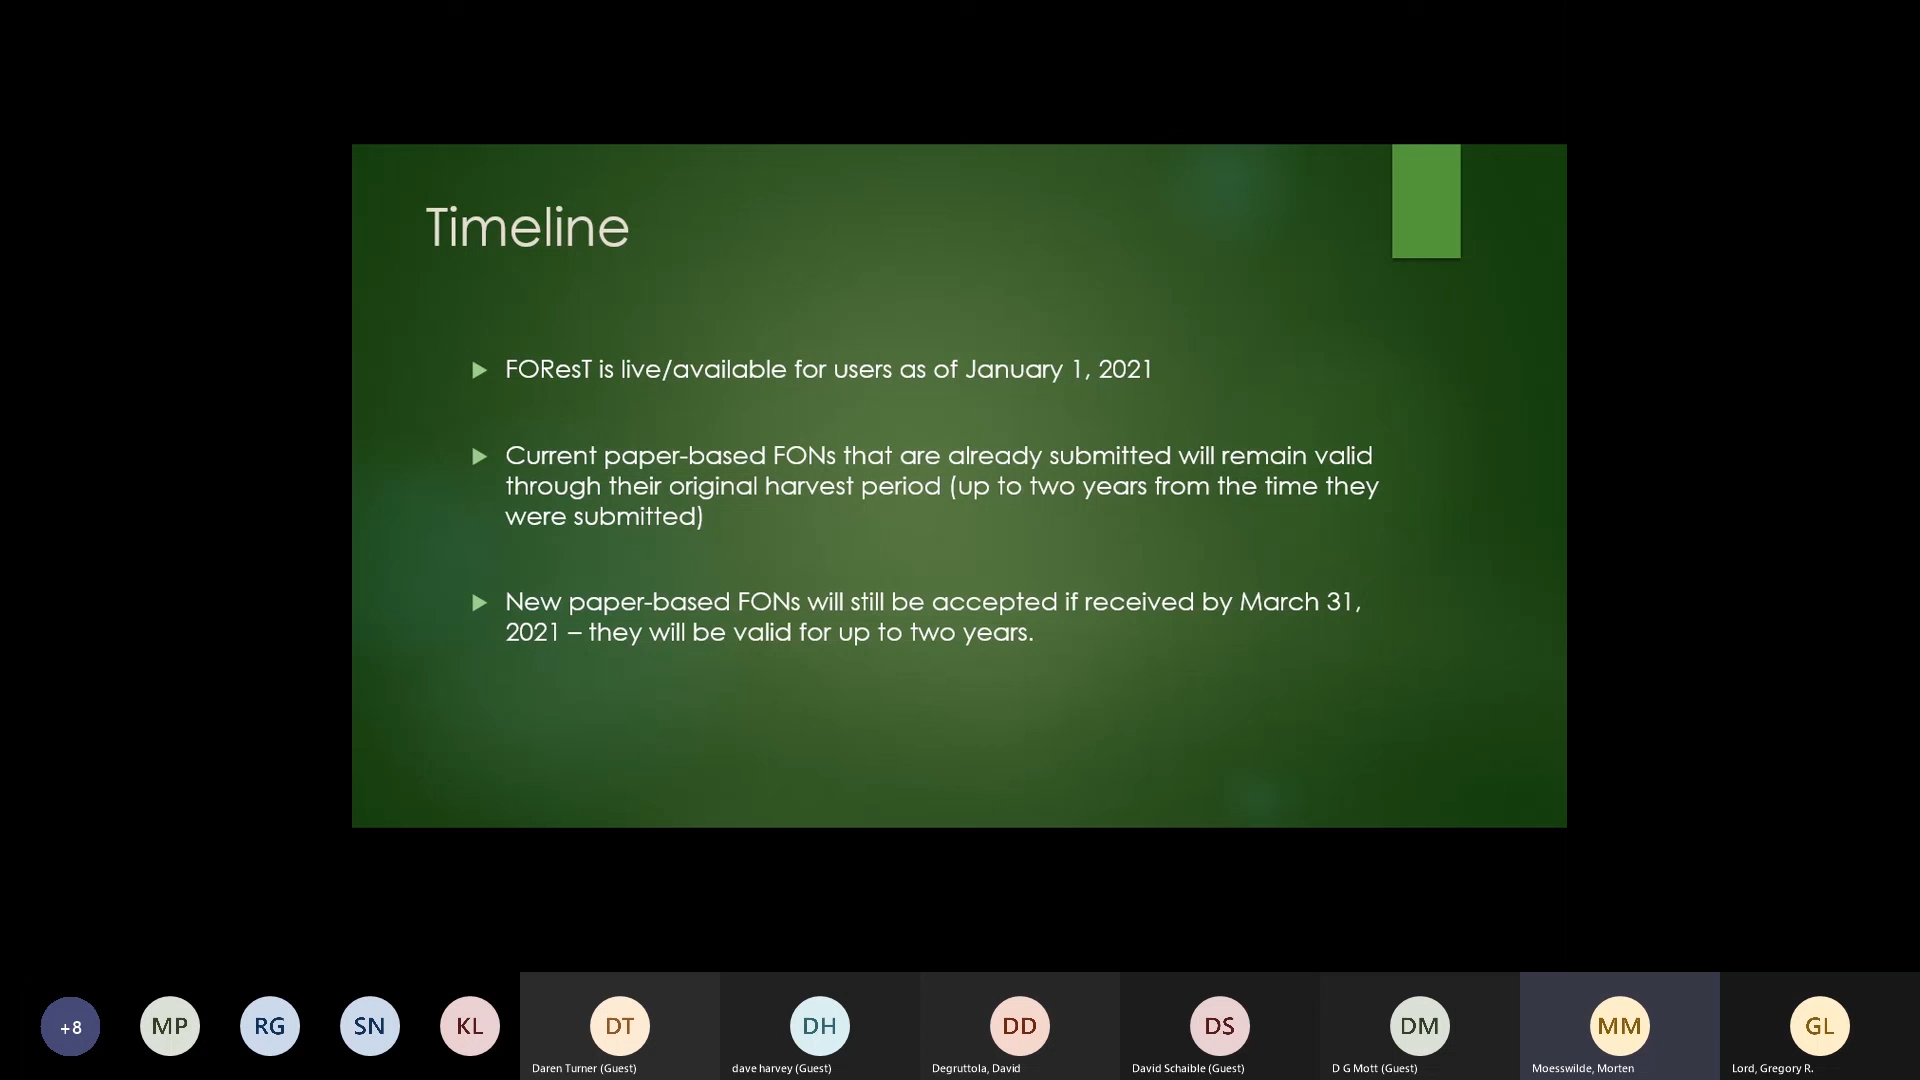 Timeline
FOResT is live/available for users as of January 1, 2021
Current paper-based FONs that are already submitted will remain valid
through their original harvest period (up to two years from the time they
were submitted)
New paper-based FONs will still be accepted if received by March 31,
2021 – they will be valid for up to two years.
+8
MP
RG
SN
KL
DT
DH
DD
DS
DM
MM
GL
Daren Turner (Guest)
dave harvey (Guest)
Degruttola, David
David Schaible (Guest)
D G Mott (Guest)
Moesswilde, Morten
Lord, Gregory R.